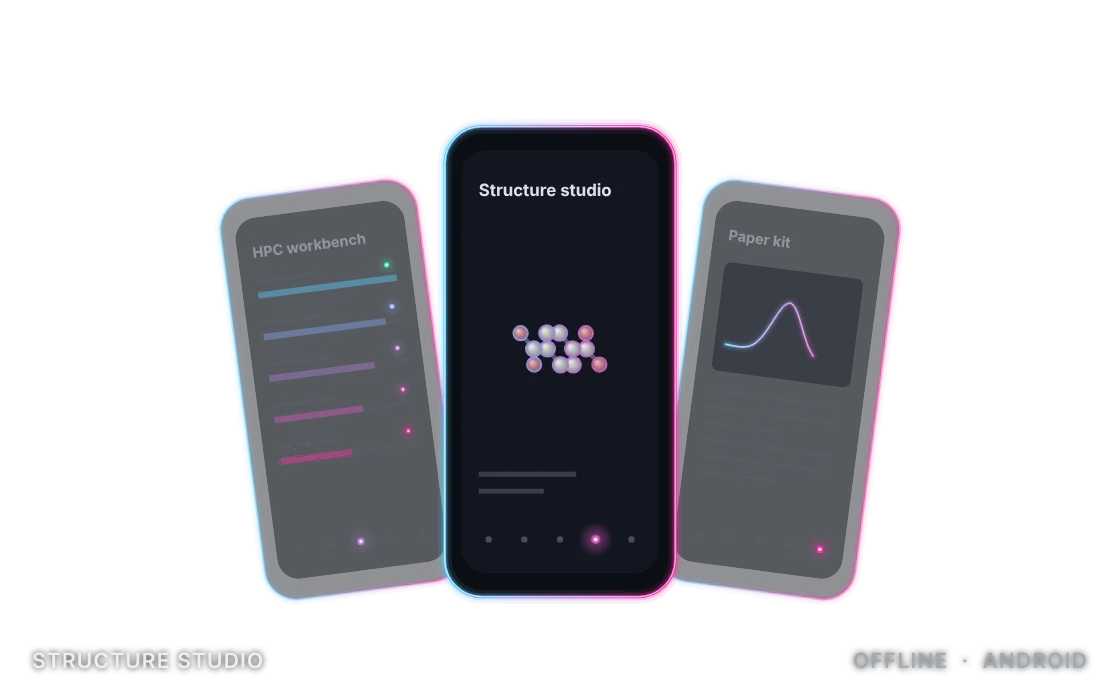 HPC workbench
Structure studio
Paper kit
STRUCTURE STUDIO
OFFLINE · ANDROID